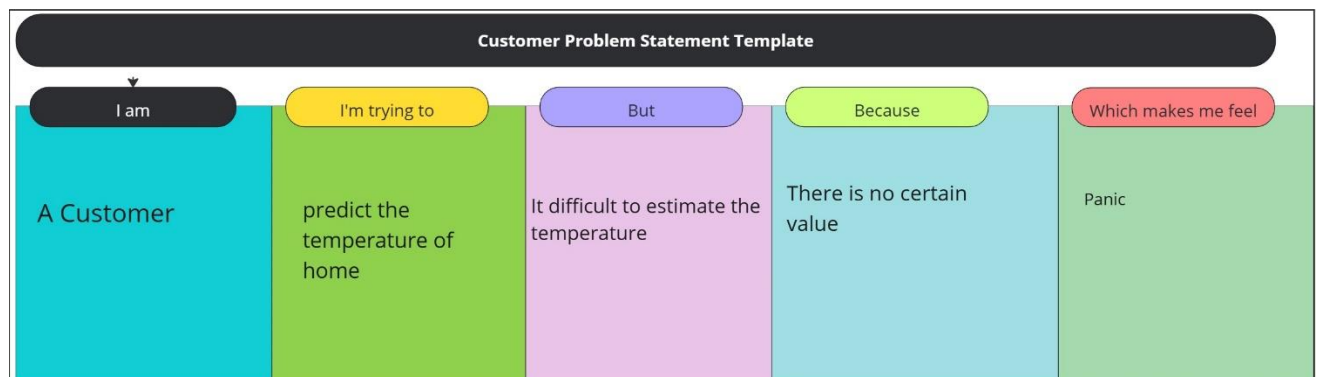 Customer Problem Statement Template
I am
I'm trying to
But
Because
Which makes me feel
A Customer
predict the
temperature of
home
It difficult to estimate the
temperature
There is no certain
value
Panic